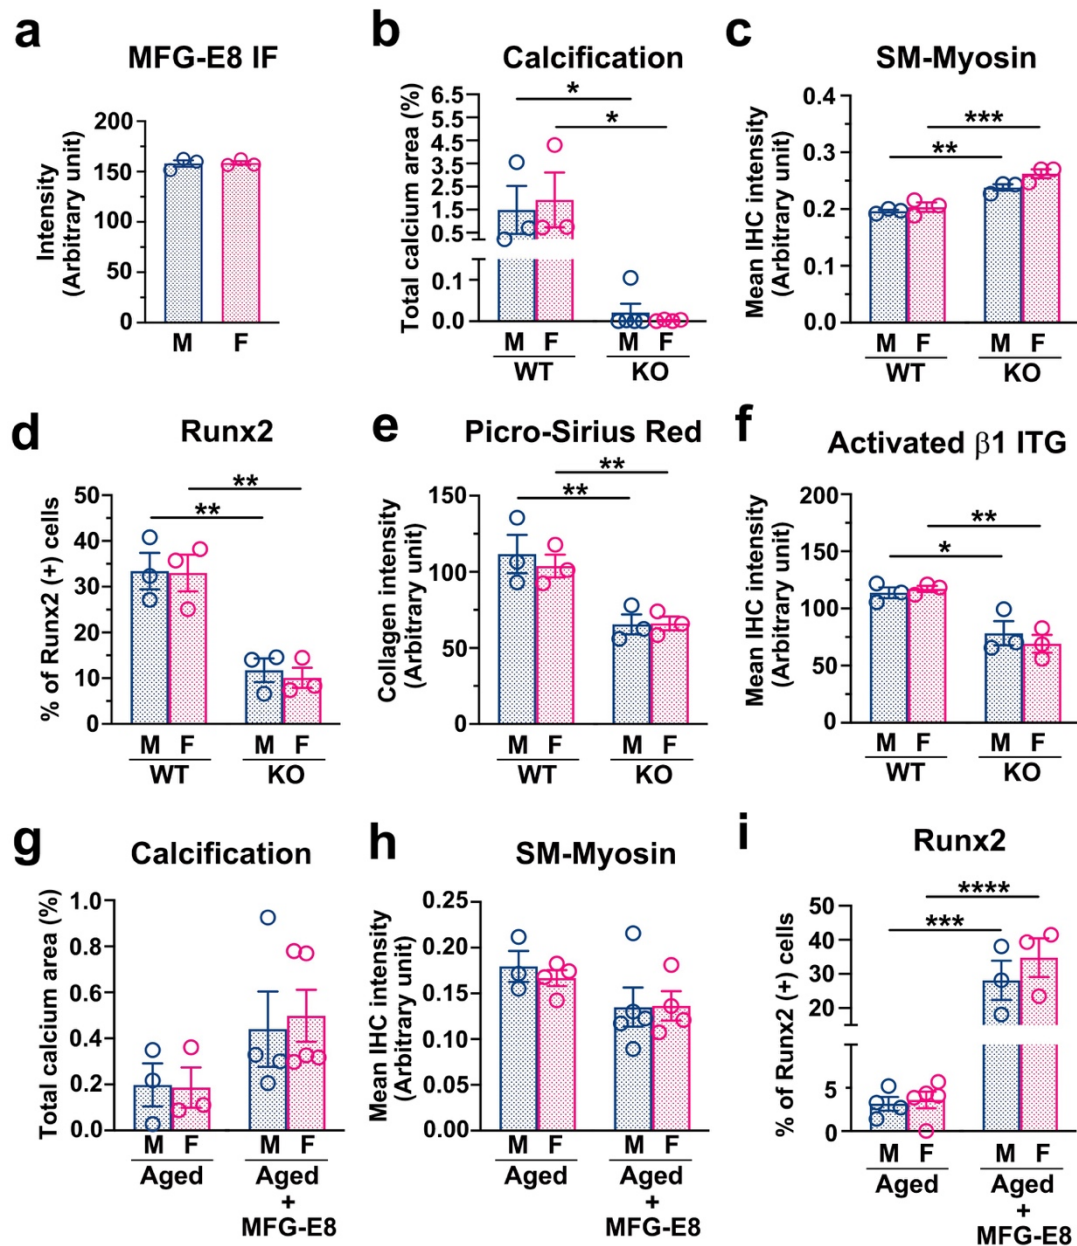 a
MFG-E8 IF
Intensity
(Arbitrary unit)
200
150
100
50
0
M F
b
Calcification
Total calcium area (%)
6.5
5.5
4.5
3.5
2.5
1.5
0.5
0.1
0.0
*
*
M F M F
WT KO
c
SM-Myosin
Mean IHC intensity
(Arbitrary unit)
0.4
0.3
0.2
0.1
0.0
***
**
M F M F
WT KO
d
Runx2
% of Runx2 (+) cells
50
40
30
20
10
0
**
**
M F M F
WT KO
e
Picro-Sirius Red
Collagen intensity
(Arbitrary unit)
150
100
50
0
**
**
M F M F
WT KO
f
Activated β1 ITG
Mean IHC intensity
(Arbitrary unit)
200
150
100
50
0
**
*
M F M F
WT KO
g
Calcification
Total calcium area (%)
1.0
0.8
0.6
0.4
0.2
0.0
M F M F
Aged Aged
+
MFG-E8
h
SM-Myosin
Mean IHC intensity
(Arbitrary unit)
0.25
0.20
0.15
0.10
0.05
0.00
M F M F
Aged Aged
+
MFG-E8
i
Runx2
% of Runx2 (+) cells
50
40
30
20
5
0
****
***
M F M F
Aged Aged
+
MFG-E8